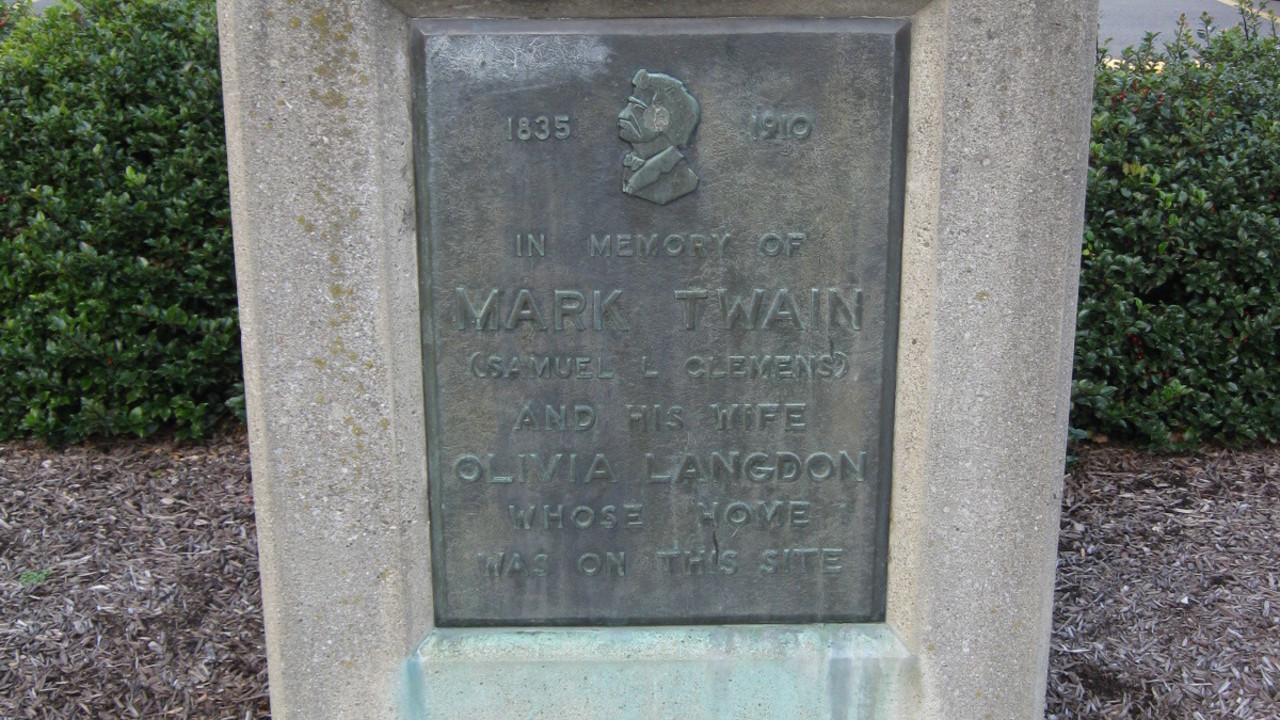 1835 1910
IN MEMORY OF
MARK TWAIN
(SAMUEL L CLEMENS)
AND HIS WIFE
OLIVIA LANGDON
WHOSE HOME
WAS ON THIS SITE